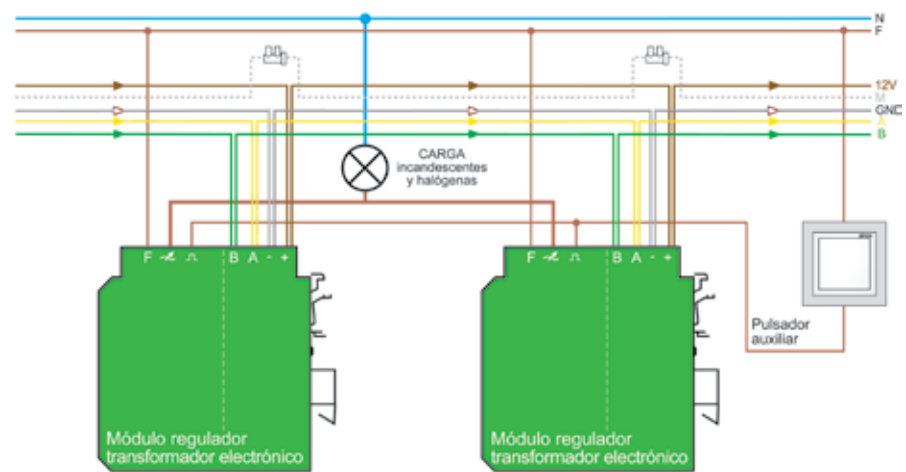 N
F
12V
M
GND
A
B
CARGA
incandescentes
y halógenas
F B A - +
F B A - +
Pulsador
auxiliar
Módulo regulador
transformador electrónico
Módulo regulador
transformador electrónico